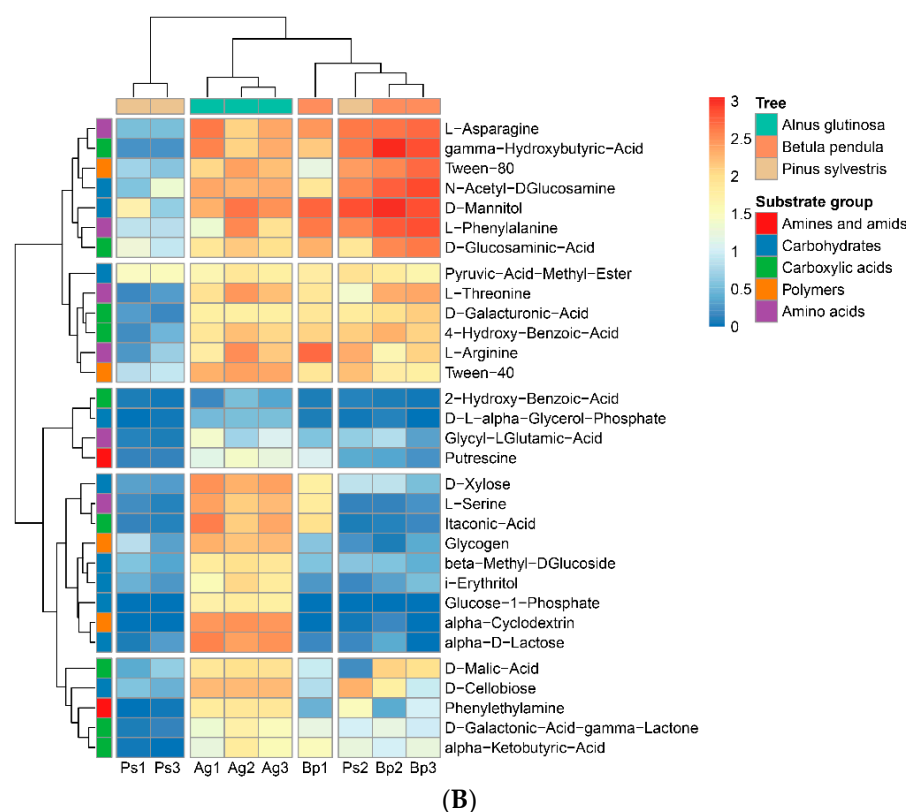 3
2.5
2
1.5
1
0.5
0
Tree
Alnus glutinosa
Betula pendula
Pinus sylvestris
Substrate group
Amines and amids
Carbohydrates
Carboxylic acids
Polymers
Amino acids
L-Asparagine
gamma-Hydroxybutyric-Acid
Tween-80
N-Acetyl-DGlucosamine
D-Mannitol
L-Phenylalanine
D-Glucosaminic-Acid
Pyruvic-Acid-Methyl-Ester
L-Threonine
D-Galacturonic-Acid
4-Hydroxy-Benzoic-Acid
L-Arginine
Tween-40
2-Hydroxy-Benzoic-Acid
D-L-alpha-Glycerol-Phosphate
Glycyl-LGlutamic-Acid
Putrescine
D-Xylose
L-Serine
Itaconic-Acid
Glycogen
beta-Methyl-DGlucoside
i-Erythritol
Glucose-1-Phosphate
alpha-Cyclodextrin
alpha-D-Lactose
D-Malic-Acid
D-Cellobiose
Phenylethylamine
D-Galactonic-Acid-gamma-Lactone
alpha-Ketobutyric-Acid
Ps1 Ps3 Ag1 Ag2 Ag3 Bp1 Ps2 Bp2 Bp3
(B)